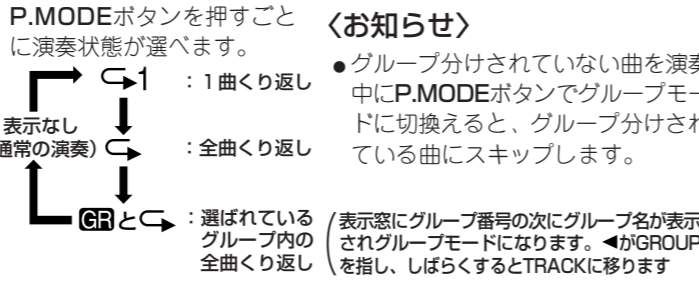 P.MODEボタンを押すごと
に演奏状態が選べます。
1 :1曲くり返し
表示なし
通常の演奏)
:全曲くり返し
GRと :選ばれている
グループ内の
全曲くり返し
〈お知らせ〉
●グループ分けされていない曲を演奏
中にP.MODEボタンでグループモー
ドに切換えると、グループ分けされ
ている曲にスキップします。
表示窓にグループ番号の次にグループ名が表示
されグループモードになります。◀がGROUP
を指し、しばらくするとTRACKに移ります